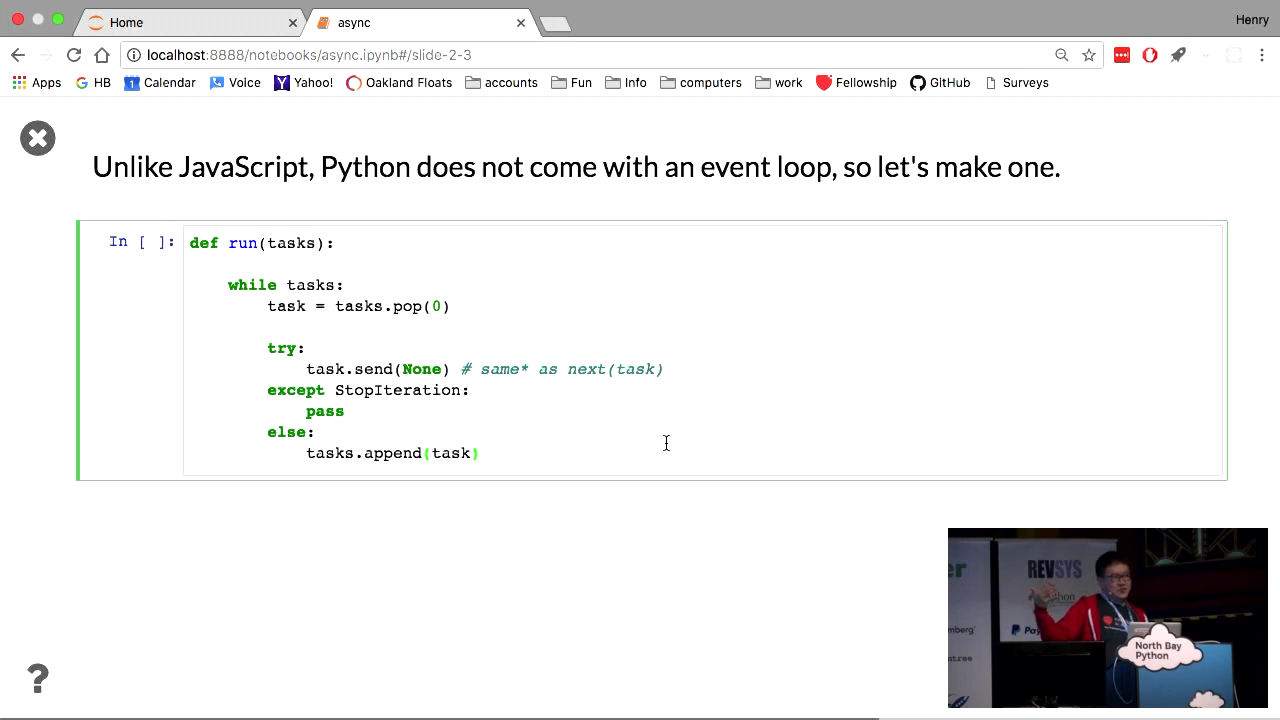 Home
async
Henry
localhost:8888/notebooks/async.ipynb#/slide-2-3
Apps
HB
Calendar
Voice
Yahoo!
Oakland Floats
accounts
Fun
Info
computers
work
Fellowship
GitHub
Surveys
Unlike JavaScript, Python does not come with an event loop, so let's make one.
In [ ]:
def run(tasks):
while tasks:
task = tasks.pop(0)
try:
task.send(None) # same* as next(task)
except StopIteration:
pass
else:
tasks.append(task)
REVSYS
North Bay
Python
?